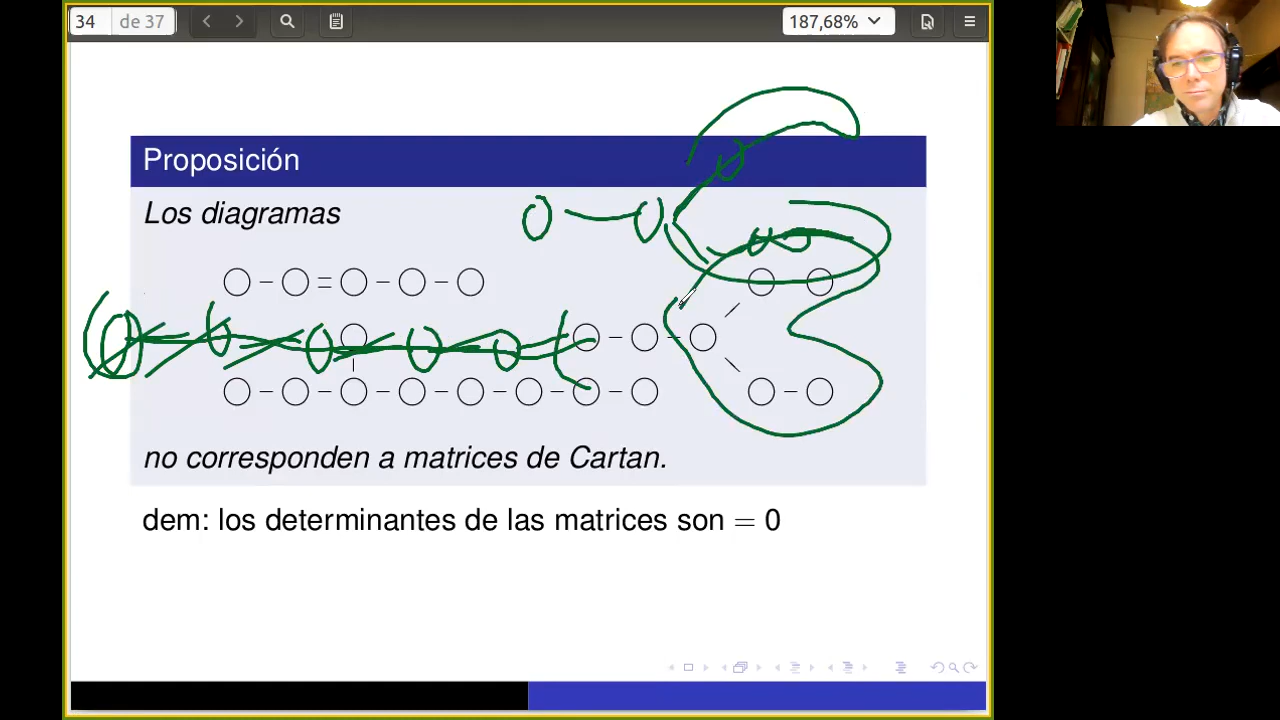 34 de 37 187,68%
Proposición
Los diagramas
no corresponden a matrices de Cartan.
dem: los determinantes de las matrices son = 0